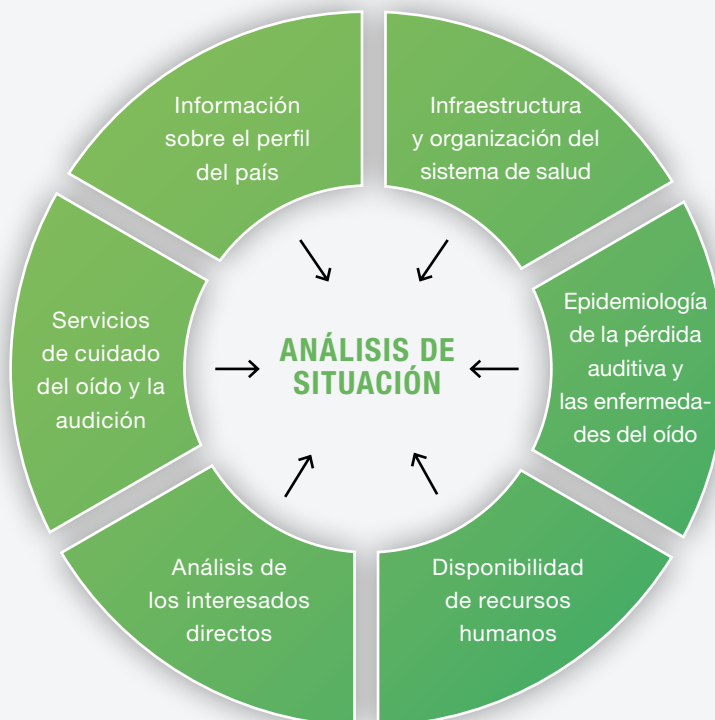 Información
sobre el perfil
del país
Infraestructura
y organización del
sistema de salud
Epidemiología
de la pérdida
auditiva y
las enfermeda-
des del oído
Disponibilidad
de recursos
humanos
Análisis de
los interesados
directos
Servicios
de cuidado
del oído y la
audición
ANÁLISIS DE
SITUACIÓN